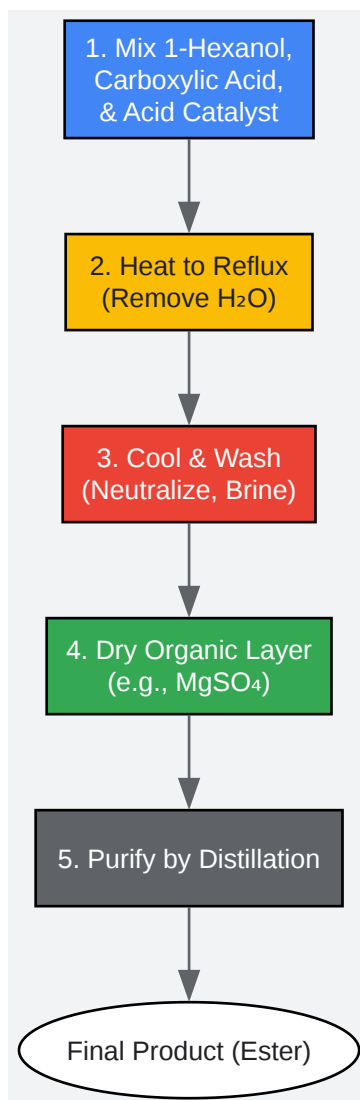 1. Mix 1-Hexanol,
Carboxylic Acid,
& Acid Catalyst
2. Heat to Reflux
(Remove H₂O)
3. Cool & Wash
(Neutralize, Brine)
4. Dry Organic Layer
(e.g., MgSO₄)
5. Purify by Distillation
Final Product (Ester)